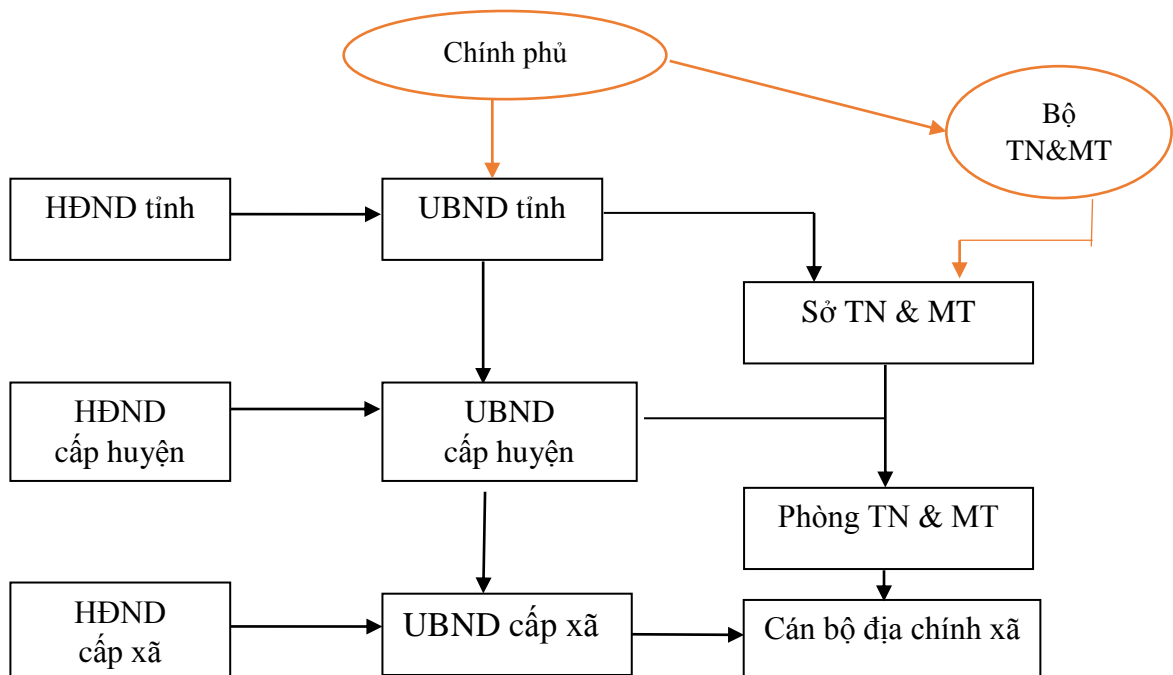 Chính phủ
Bộ
TN&MT
HĐND tỉnh
UBND tỉnh
Sở TN & MT
HĐND
cấp huyện
UBND
cấp huyện
Phòng TN & MT
HĐND
cấp xã
UBND cấp xã
Cán bộ địa chính xã